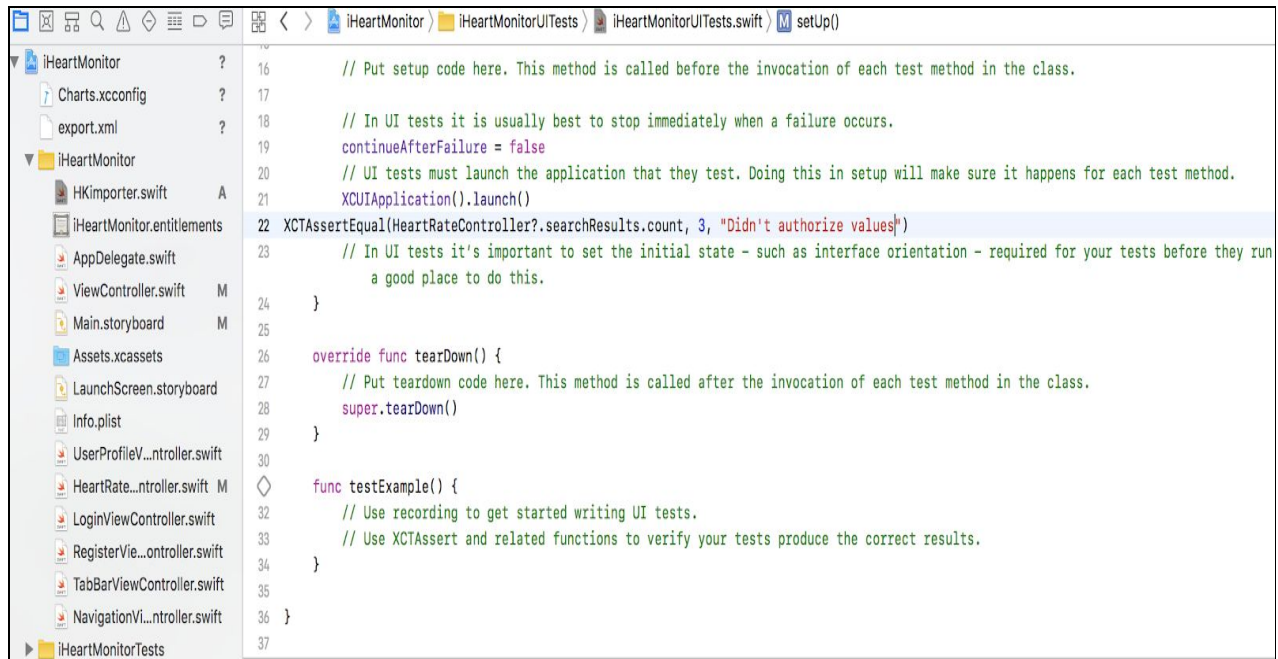 iHeartMonitor iHeartMonitorUITests iHeartMonitorUITests.swift M setUp()
iHeartMonitor ?
Charts.xcconfig ?
export.xml ?
iHeartMonitor
HKimporter.swift A
iHeartMonitor.entitlements
AppDelegate.swift
ViewController.swift M
Main.storyboard M
Assets.xcassets
LaunchScreen.storyboard
Info.plist
UserProfileV...ntroller.swift
HeartRate...ntroller.swift M
LoginViewController.swift
RegisterVie...ontroller.swift
TabBarViewController.swift
NavigationVi...ntroller.swift
iHeartMonitorTests
16 // Put setup code here. This method is called before the invocation of each test method in the class.
17
18 // In UI tests it is usually best to stop immediately when a failure occurs.
19 continueAfterFailure = false
20 // UI tests must launch the application that they test. Doing this in setup will make sure it happens for each test method.
21 XCUIApplication().launch()
22 XCTAssertEqual(HeartRateController?.searchResults.count, 3, "Didn't authorize values")
23 // In UI tests it's important to set the initial state - such as interface orientation - required for your tests before they run
a good place to do this.
24 }
25
26 override func tearDown() {
27 // Put teardown code here. This method is called after the invocation of each test method in the class.
28 super.tearDown()
29 }
30
func testExample() {
32 // Use recording to get started writing UI tests.
33 // Use XCTAssert and related functions to verify your tests produce the correct results.
34 }
35
36 }
37